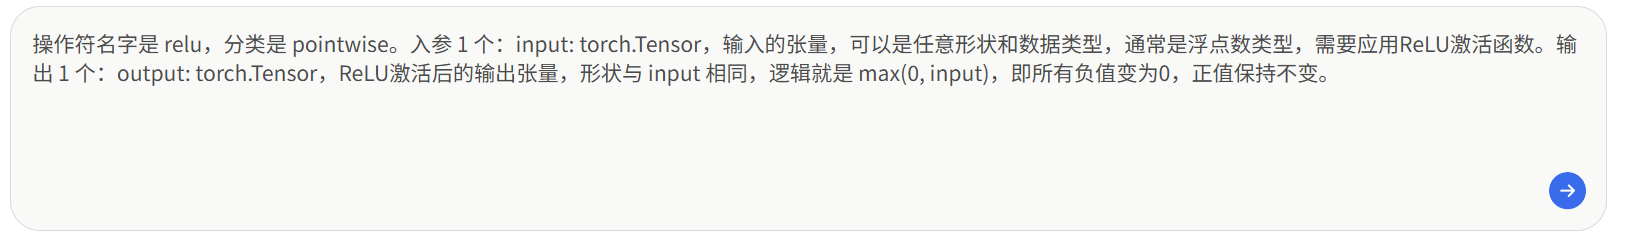 操作符名字是 relu，分类是 pointwise。入参 1 个：input: torch.Tensor，输入的张量，可以是任意形状和数据类型，通常是浮点数类型，需要应用ReLU激活函数。输
出 1 个：output: torch.Tensor，ReLU激活后的输出张量，形状与 input 相同，逻辑就是 max(0, input)，即所有负值变为0，正值保持不变。